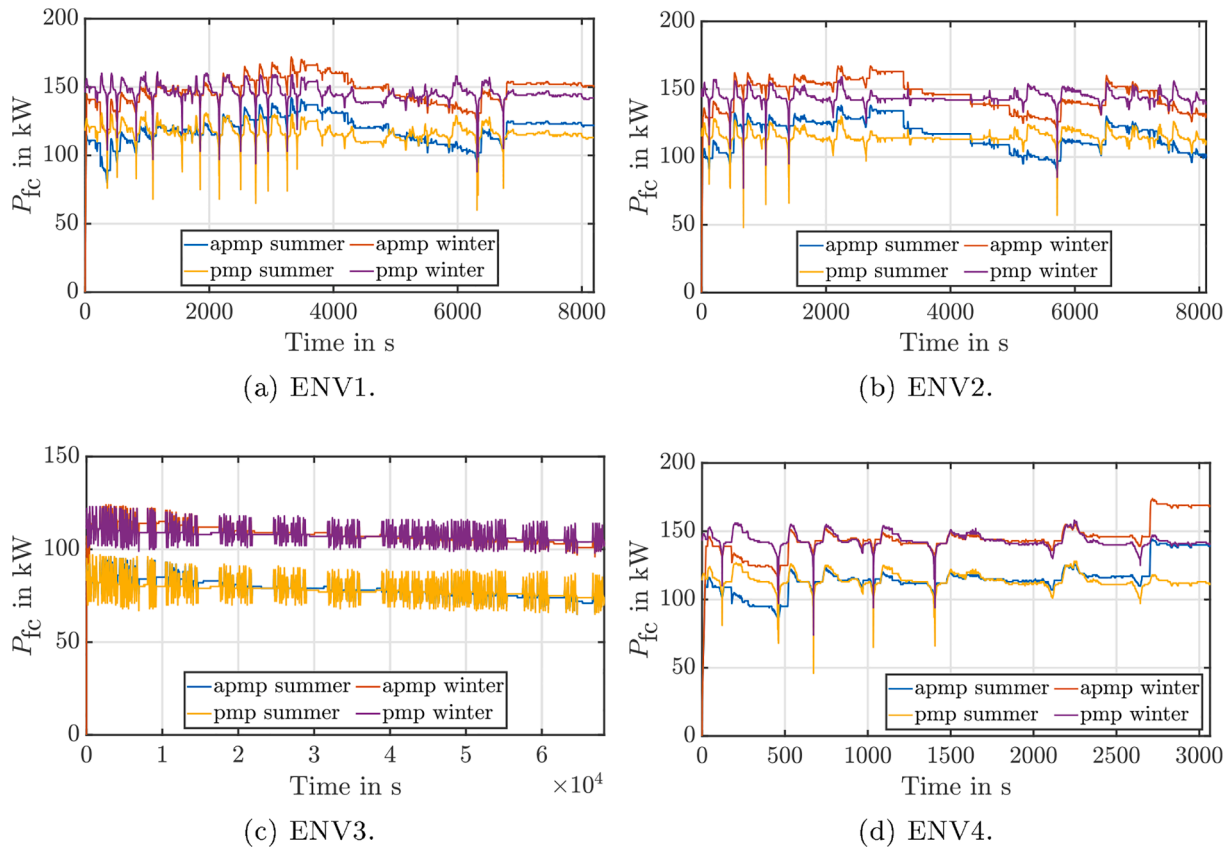 200
150
100
50
0
P_fc in kW
apmp summer
apmp winter
pmp summer
pmp winter
0 2000 4000 6000 8000
Time in s
(a) ENV1.
200
150
100
50
0
P_fc in kW
apmp summer
apmp winter
pmp summer
pmp winter
0 2000 4000 6000 8000
Time in s
(b) ENV2.
150
100
50
0
P_fc in kW
apmp summer
apmp winter
pmp summer
pmp winter
0 1 2 3 4 5 6
Time in s
×10^4
(c) ENV3.
200
150
100
50
0
P_fc in kW
apmp summer
apmp winter
pmp summer
pmp winter
0 500 1000 1500 2000 2500 3000
Time in s
(d) ENV4.